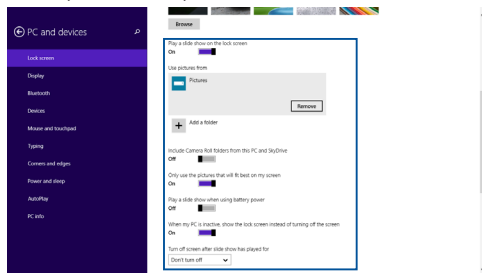 PC and devices
Lock screen
Display
Bluetooth
Devices
Mouse and touchpad
Typing
Corners and edges
Power and sleep
AutoPlay
PC info
Browse
Play a slide show on the lock screen
On
Use pictures from
Pictures
Remove
Add a folder
Include Camera Roll folders from this PC and SkyDrive
Off
Only use the pictures that will fit best on my screen
On
Play a slide show when using battery power
Off
When my PC is inactive, show the lock screen instead of turning off the screen
On
Turn off screen after slide show has played for
Don't turn off